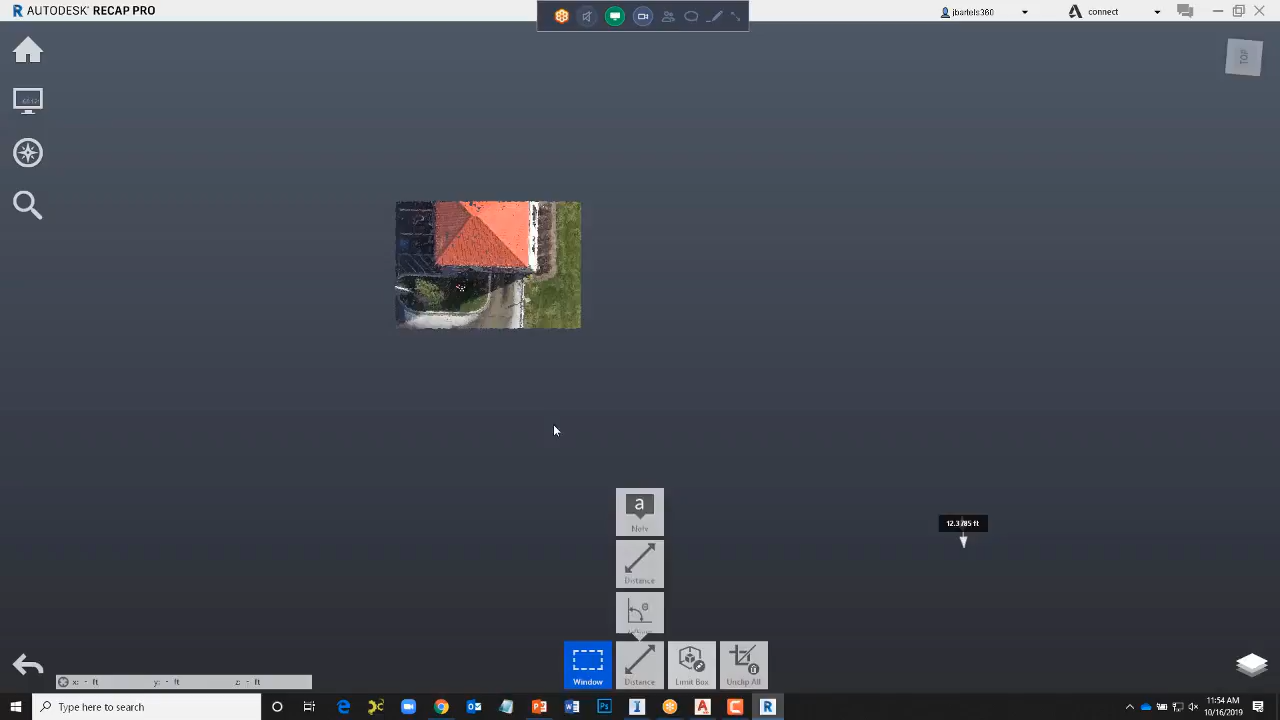 R AUTODESK RECAP PRO
jbartels360
connect
TOP
12.3785 ft
a
Note
Distance
Window
Distance
Limit Box
Unclip All
x: - ft y: - ft z: - ft
Type here to search
11:54 AM
10/16/2019